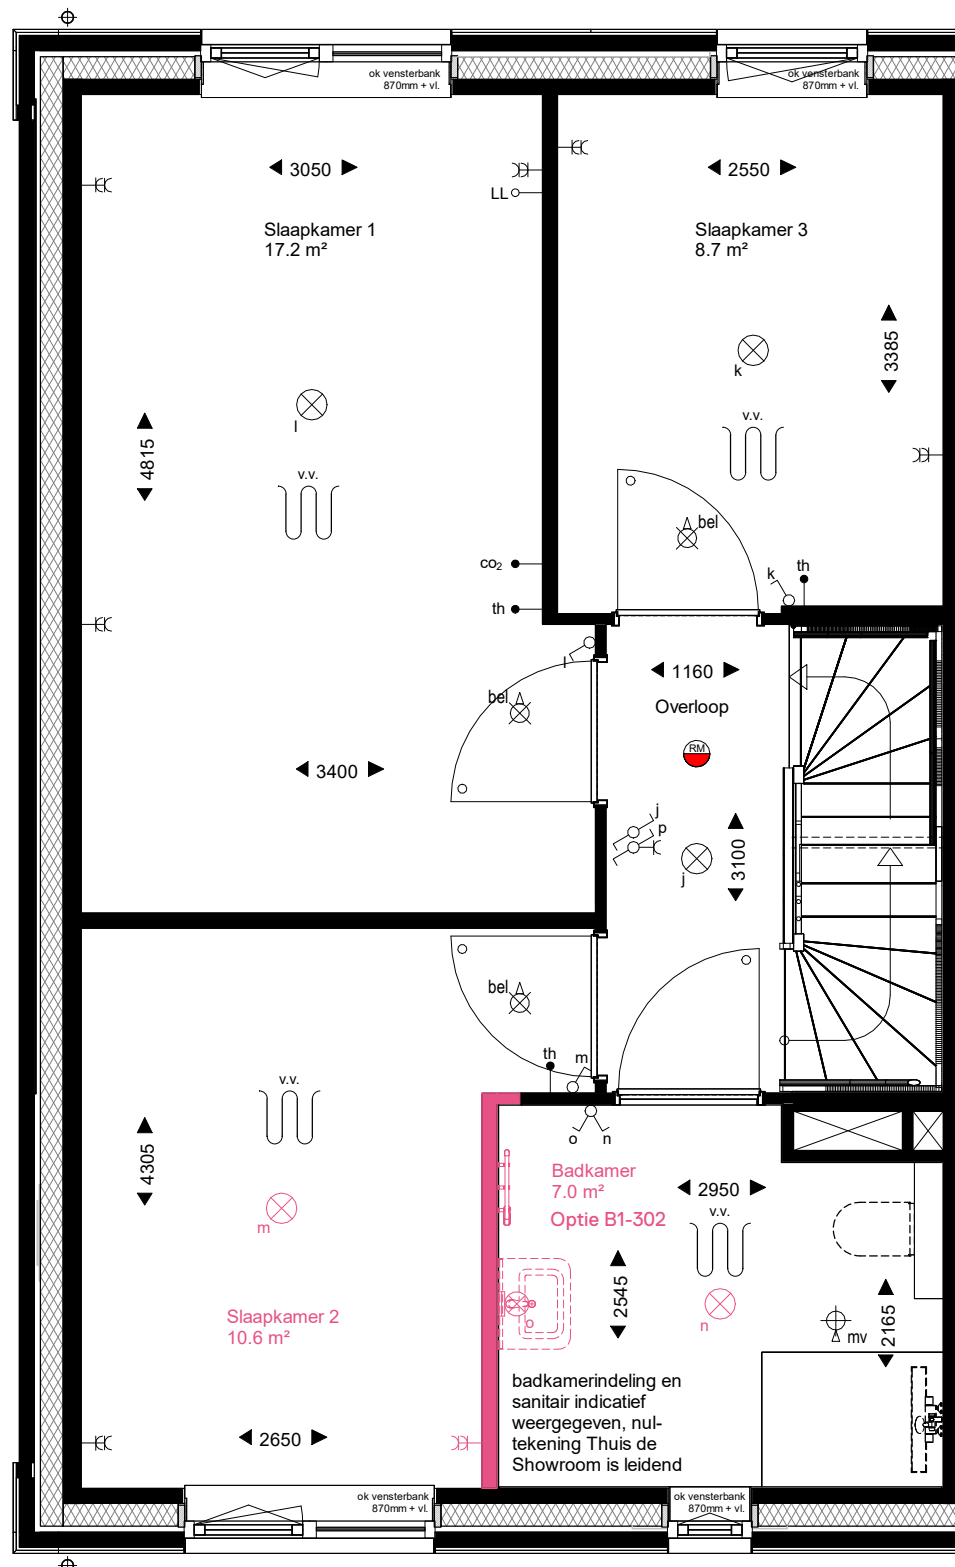 ok vensterbank
870mm + vl.
ok vensterbank
870mm + vl.
3050
2550
LL
Slaapkamer 1
17.2 m²
Slaapkamer 3
8.7 m²
3385
k
l
v.v.
4815
v.v.
bel
co₂
th
k
th
l
1160
bel
Overloop
RM
3400
j
p
3100
j
bel
th
m
v.v.
o
n
4305
Badkamer
7.0 m²
Optie B1-302
2950
v.v.
m
2545
n
o
2165
mv
Slaapkamer 2
10.6 m²
badkamerindeling en
sanitair indicatief
weergegeven, nul-
tekening Thuis de
Showroom is leidend
2650
ok vensterbank
870mm + vl.
ok vensterbank
870mm + vl.